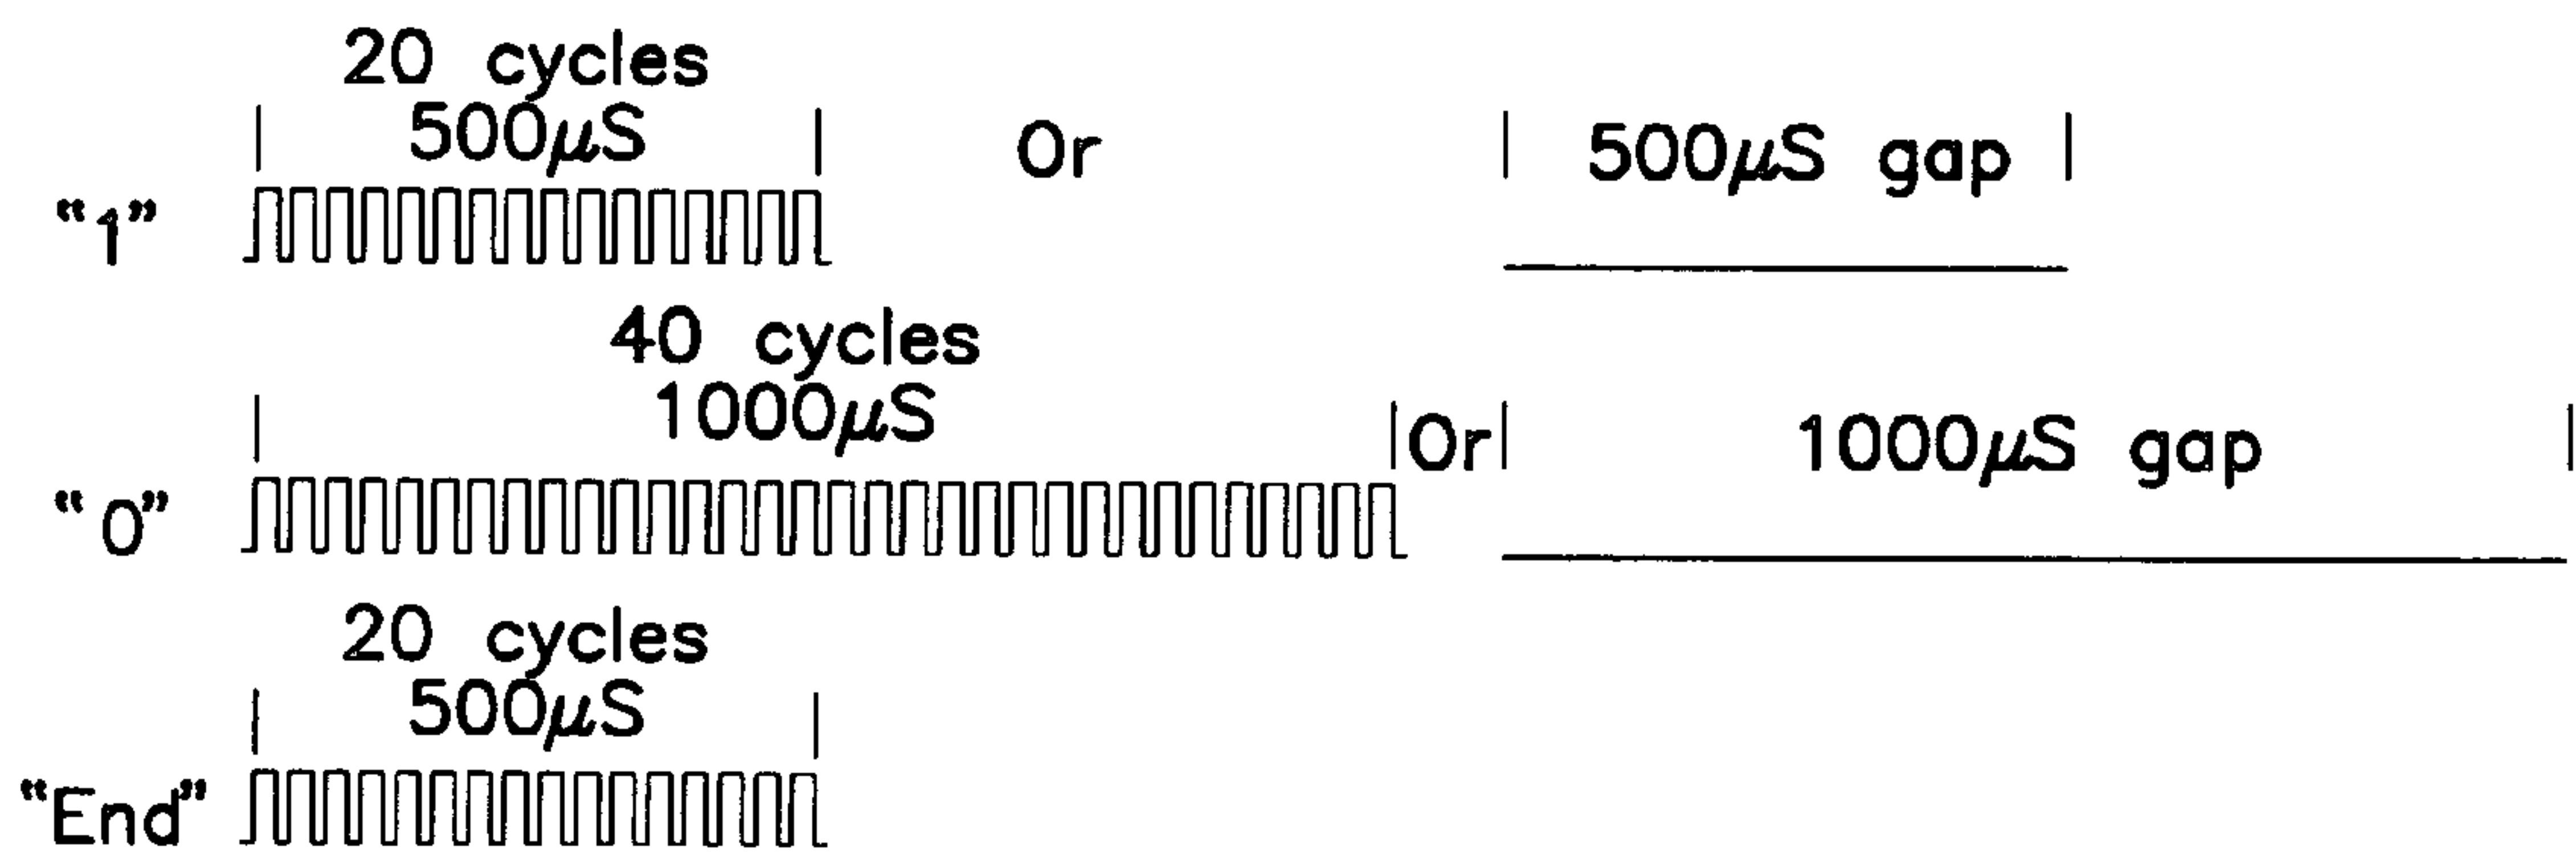 20 cycles
500μS
Or
500μS gap
“1”
40 cycles
1000μS
Or
1000μS gap
“0”
20 cycles
500μS
“End”